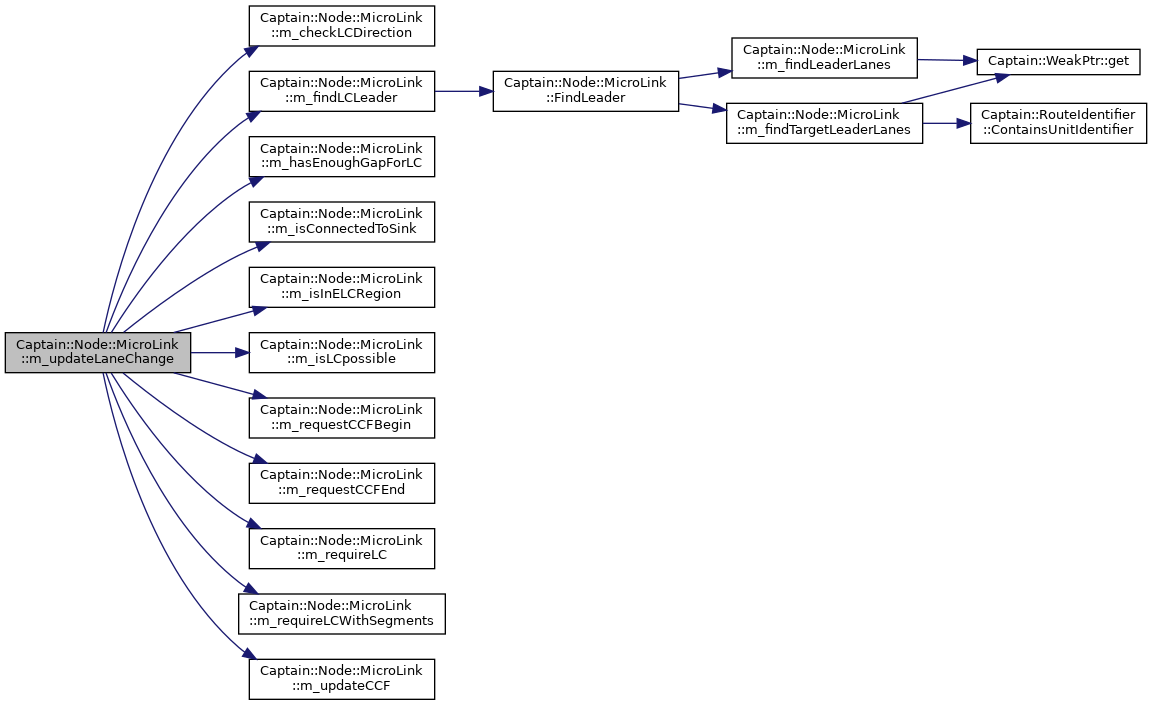 Captain::Node::MicroLink
::m_updateLaneChange
Captain::Node::MicroLink
::m_checkLCDirection
Captain::Node::MicroLink
::m_findLCLeader
Captain::Node::MicroLink
::FindLeader
Captain::Node::MicroLink
::m_findLeaderLanes
Captain::WeakPtr::get
Captain::Node::MicroLink
::m_findTargetLeaderLanes
Captain::RouteIdentifier
::ContainsUnitIdentifier
Captain::Node::MicroLink
::m_hasEnoughGapForLC
Captain::Node::MicroLink
::m_isConnectedToSink
Captain::Node::MicroLink
::m_isInELCRegion
Captain::Node::MicroLink
::m_isLCpossible
Captain::Node::MicroLink
::m_requestCCFBegin
Captain::Node::MicroLink
::m_requestCCFEnd
Captain::Node::MicroLink
::m_requireLC
Captain::Node::MicroLink
::m_requireLCWithSegments
Captain::Node::MicroLink
::m_updateCCF